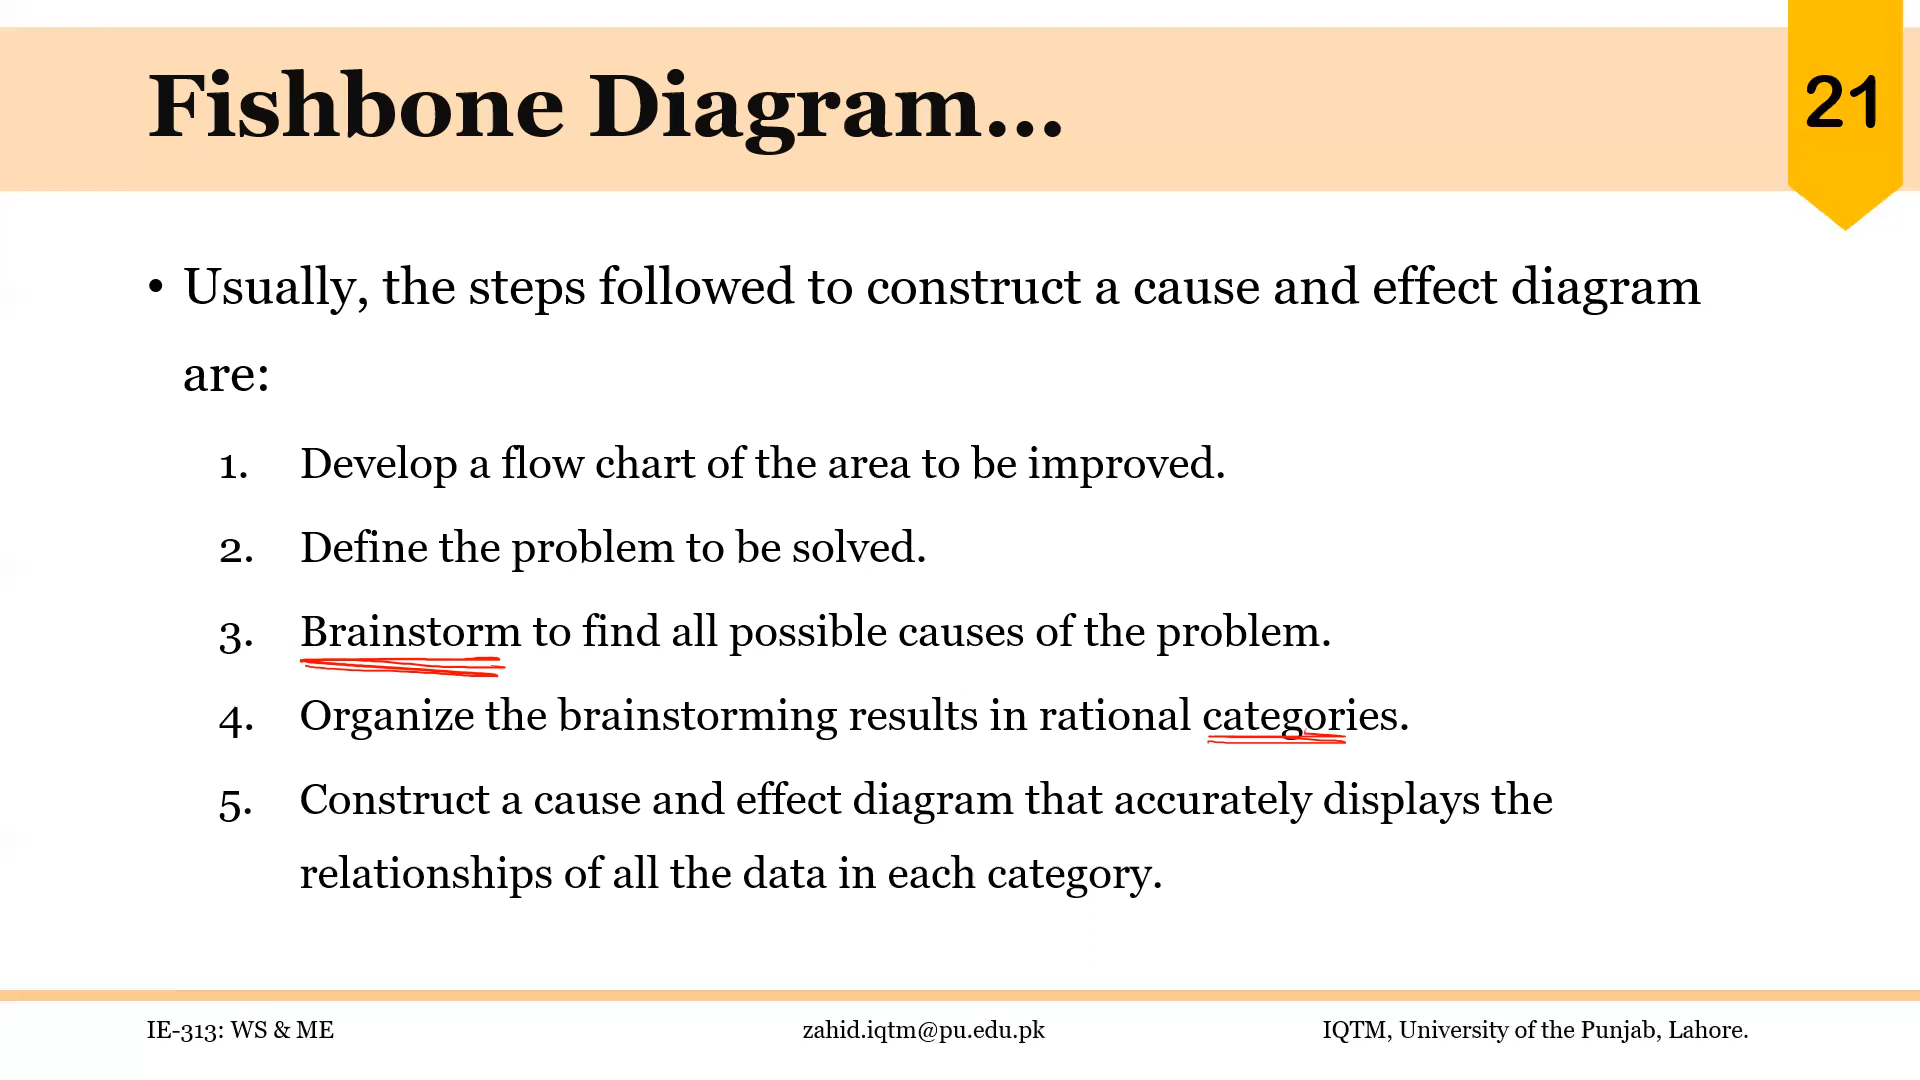 Fishbone Diagram...
21
• Usually, the steps followed to construct a cause and effect diagram
are:
1. Develop a flow chart of the area to be improved.
2. Define the problem to be solved.
3. Brainstorm to find all possible causes of the problem.
4. Organize the brainstorming results in rational categories.
5. Construct a cause and effect diagram that accurately displays the
relationships of all the data in each category.
IE-313: WS & ME zahid.iqtm@pu.edu.pk IQTM, University of the Punjab, Lahore.